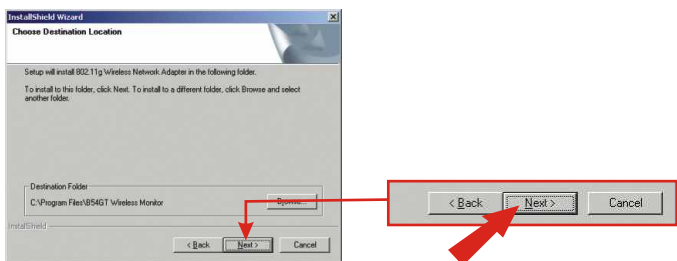 InstallShield Wizard
Choose Destination Location
Setup will install 802.11g Wireless Network Adapter in the following folder.
To install to this folder, click Next. To install to a different folder, click Browse and select
another folder.
Destination Folder
C:\Program Files\B54GT Wireless Monitor
Browse...
InstallShield
< Back Next > Cancel
< Back Next > Cancel